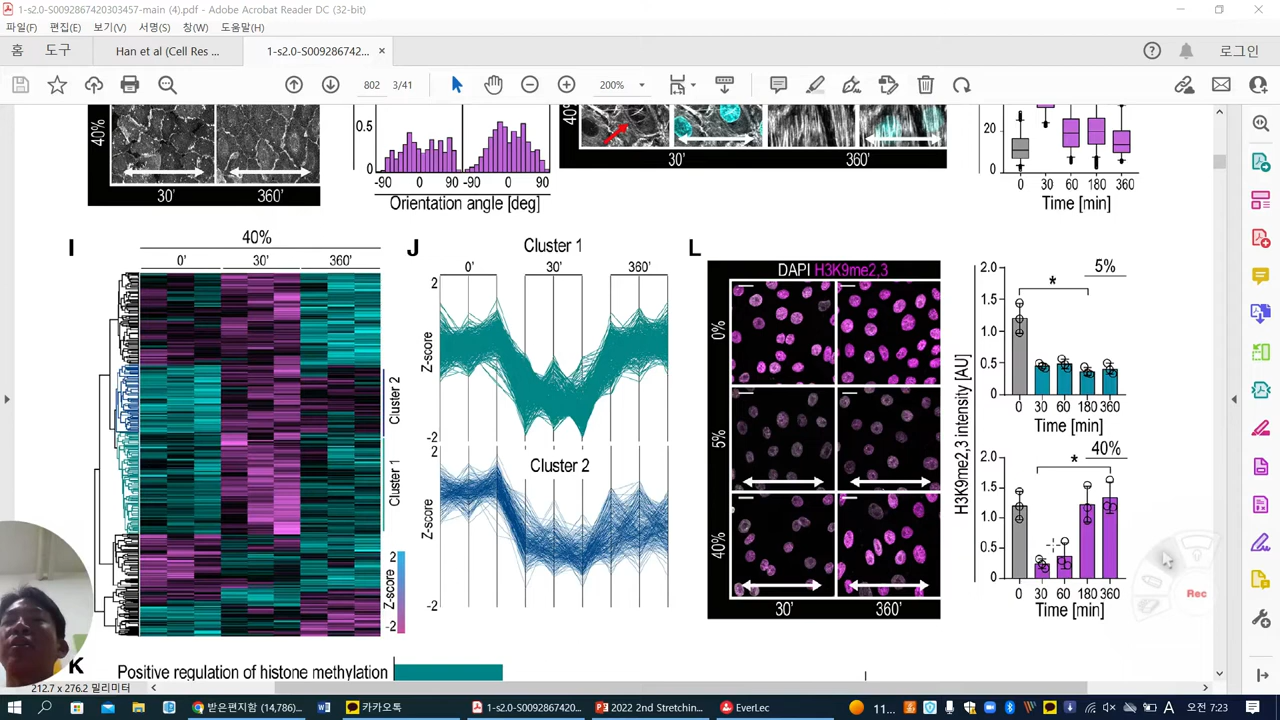 1-s2.0-S0092867420303457-main (4).pdf - Adobe Acrobat Reader DC (32-bit)
파일(F) 편집(E) 보기(V) 서명(S) 창(W) 도움말(H)
홈 도구 Han et al (Cell Res ... 1-s2.0-S009286742... × 로그인
802 3/41 200%
40%
30' 360'
0.5
0
-90 0 90 -90 0 90
Orientation angle [deg]
40%
30' 360'
20
0
0 30 60 180 360
Time [min]
I
40%
0' 30' 360'
Cluster 2
Cluster 1
Z-score
2
-2
J
Cluster 1
0' 30' 360'
2
Z-score
-2
2
Cluster 2
Z-score
-2
L
DAPI H3K9me2,3
0%
5%
40%
30' 360'
H3K9me2,3 intensity [AU]
5%
*
2.0
1.5
1.0
0.5
0
0 30 60 180 360
Time [min]
40%
*
2.0
1.5
1.0
0.5
0
0 30 60 180 360
Time [min]
Rec
K
Positive regulation of histone methylation
212.7 x 276.2 밀리미터
받은편지함 (14,786)... 카카오톡 1-s2.0-S009286742... 2022 2nd Stretchin... EverLec 11... A 오전 7:23